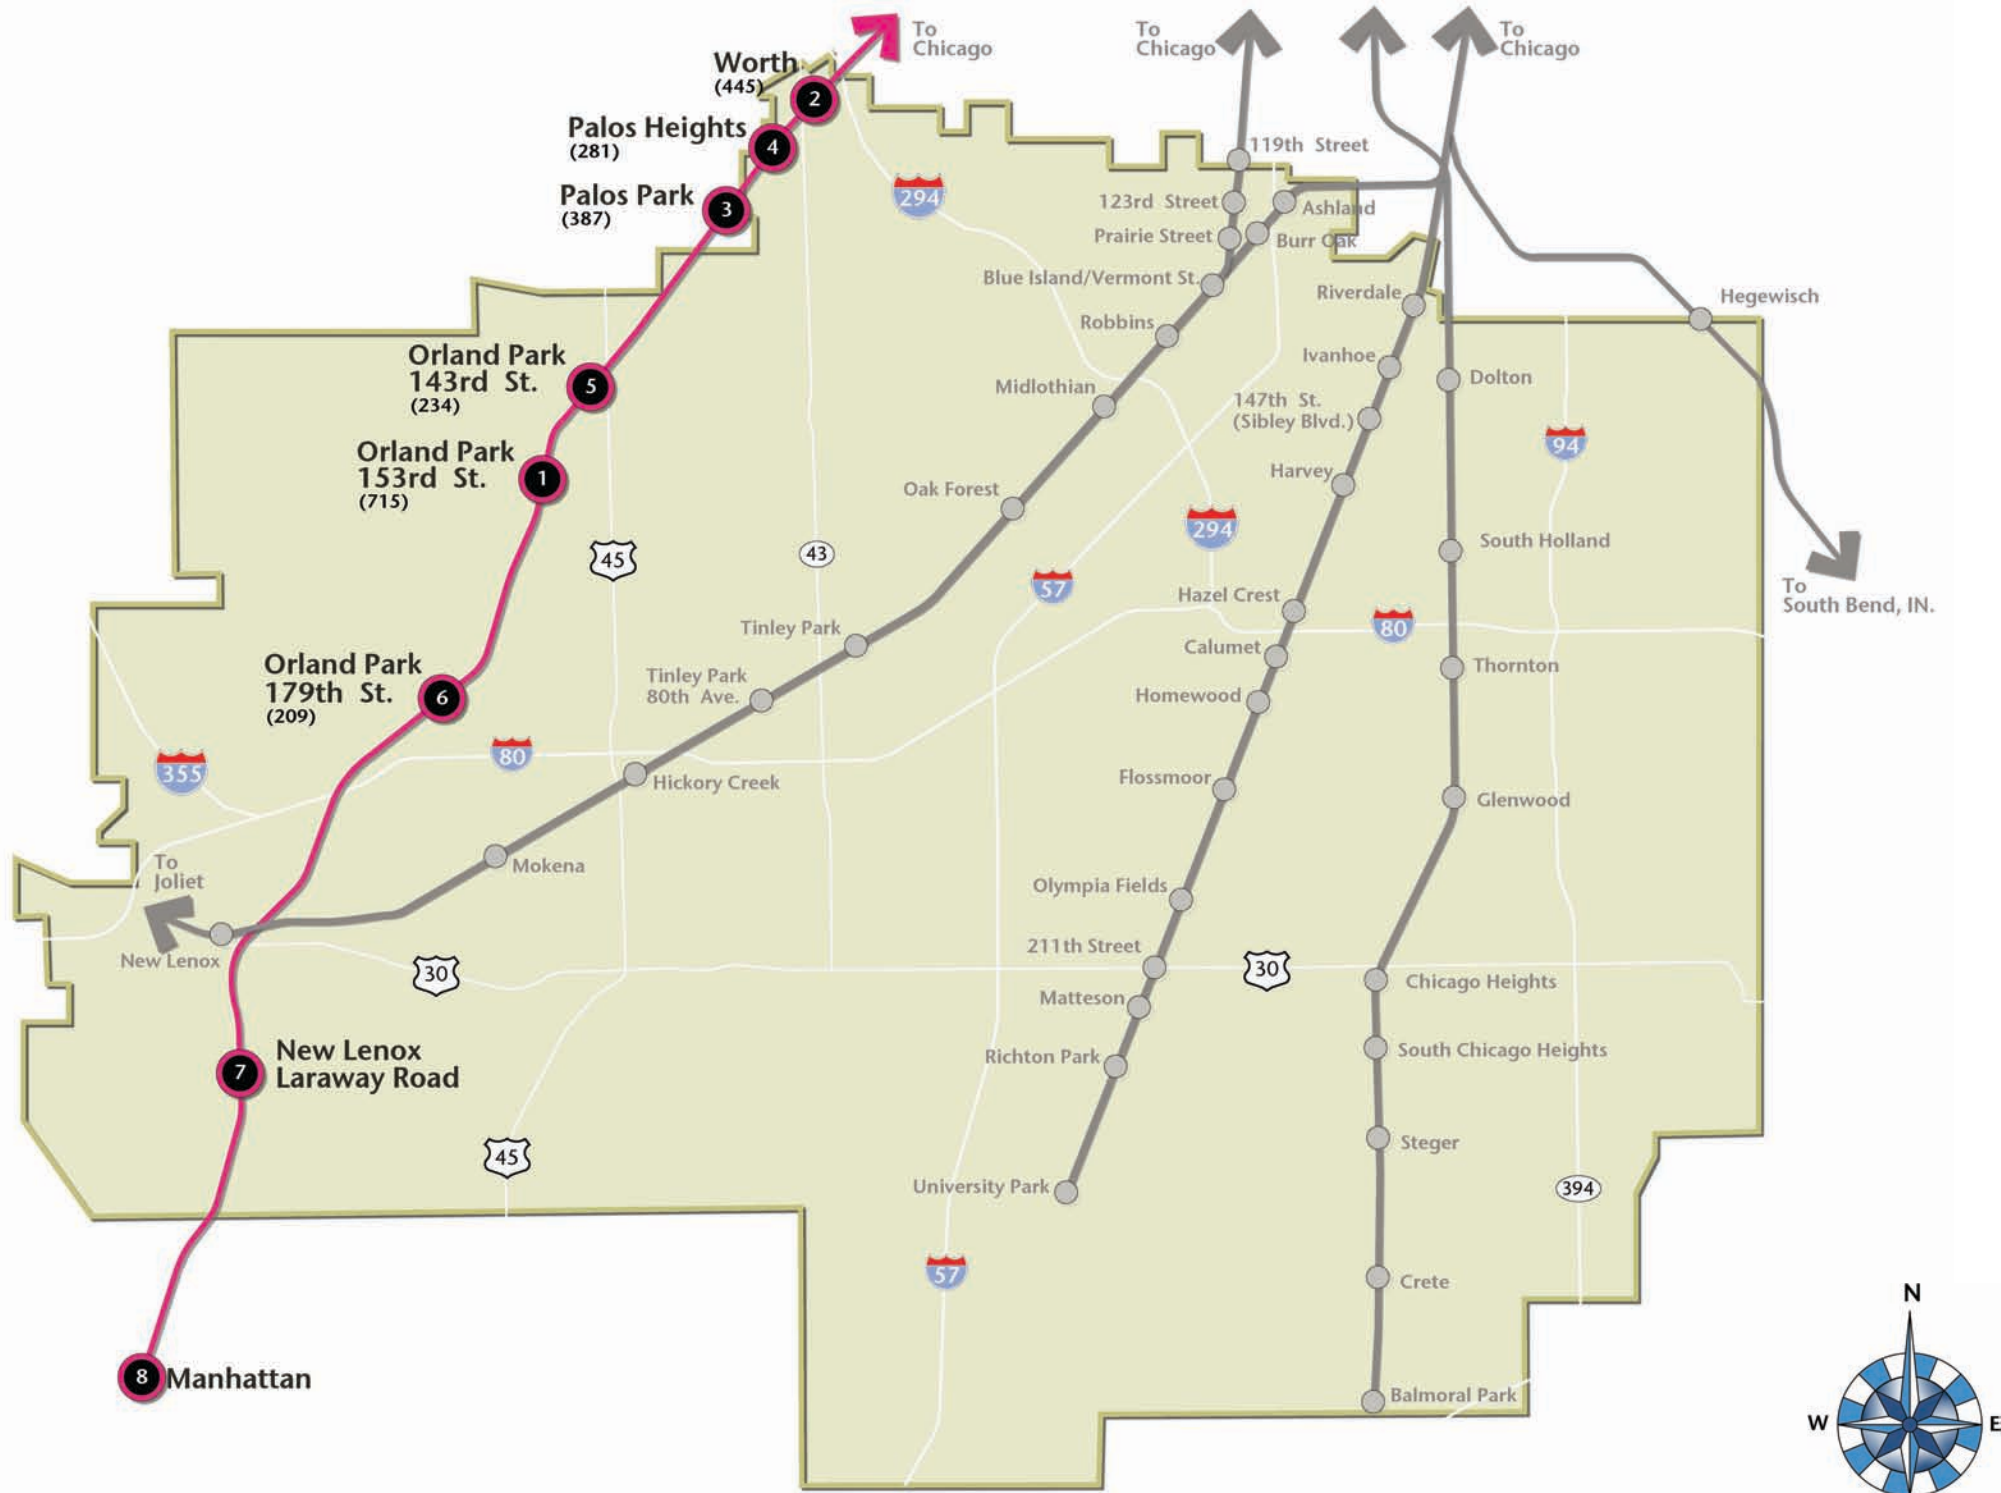 To
Chicago
To
Chicago
To
Chicago
Worth
(445)
2
Palos Heights
(281)
4
Palos Park
(387)
3
119th Street
294
123rd Street
Ashland
Prairie Street
Burr Oak
Blue Island/Vermont St.
Riverdale
Hegewisch
Robbins
Orland Park
143rd St.
(234)
5
Ivanhoe
Dolton
Midlothian
147th St.
(Sibley Blvd.)
94
Orland Park
153rd St.
(715)
1
Harvey
Oak Forest
294
South Holland
45
43
57
To
South Bend, IN.
Hazel Crest
80
Tinley Park
Calumet
Thornton
Orland Park
179th St.
(209)
6
Tinley Park
80th Ave.
Homewood
355
80
Hickory Creek
Flossmoor
Glenwood
To
Joliet
Mokena
Olympia Fields
New Lenox
30
211th Street
30
Chicago Heights
Matteson
New Lenox
Laraway Road
7
Richton Park
South Chicago Heights
45
Steger
University Park
394
57
Crete
N
8
Manhattan
Balmoral Park
W
E